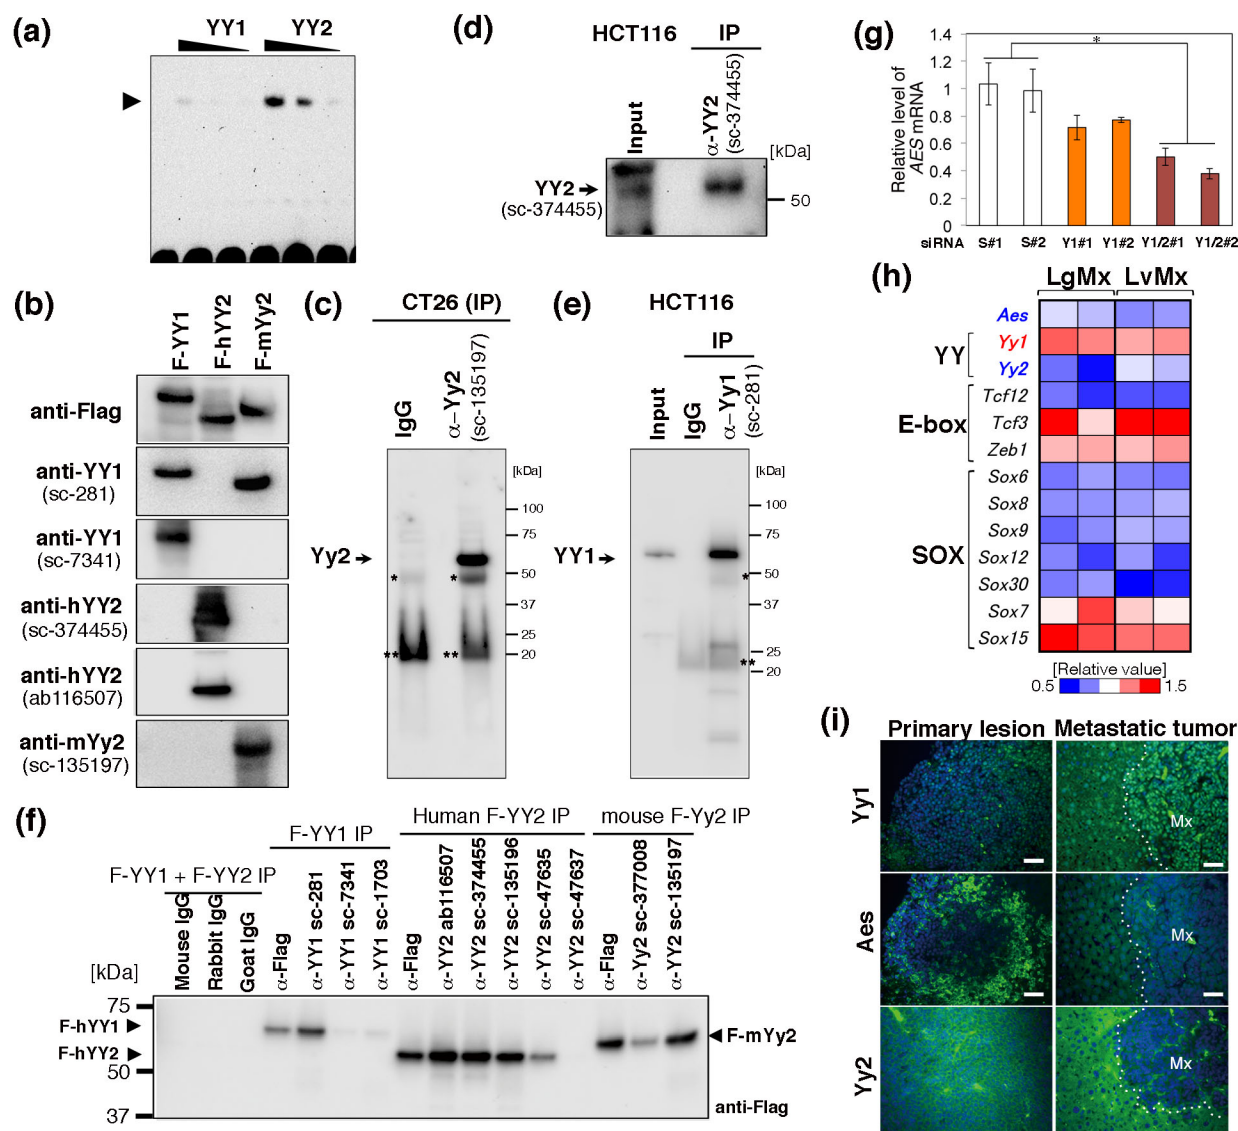 (a)
YY1 YY2
(b)
F-YY1
F-hYY2
F-mYy2
anti-Flag
anti-YY1
(sc-281)
anti-YY1
(sc-7341)
anti-hYY2
(sc-374455)
anti-hYY2
(ab116507)
anti-mYy2
(sc-135197)
(c)
CT26 (IP)
IgG
α–Yy2
(sc-135197)
[kDa]
100
75
50
37
25
20
Yy2
*
*
**
**
(d)
HCT116
IP
Input
α-YY2
(sc-374455)
[kDa]
YY2
(sc-374455)
50
(e)
HCT116
IP
Input
IgG
α–Yy1
(sc-281)
[kDa]
100
75
50
37
25
20
YY1
*
**
(f)
F-YY1 + F-YY2 IP
F-YY1 IP
Human F-YY2 IP
mouse F-Yy2 IP
Mouse IgG
Rabbit IgG
Goat IgG
α-Flag
α-YY1 sc-281
α-YY1 sc-7341
α-YY1 sc-1703
α-Flag
α-YY2 ab116507
α-YY2 sc-374455
α-YY2 sc-135196
α-YY2 sc-47635
α-YY2 sc-47637
α-Flag
α-Yy2 sc-377008
α-Yy2 sc-135197
[kDa]
75
50
37
F-hYY1
F-hYY2
F-mYy2
anti-Flag
(g)
Relative level of
AES mRNA
1.4
1.2
1
0.8
0.6
0.4
0.2
0
*
siRNA S#1 S#2 Y1#1 Y1#2 Y1/2#1 Y1/2#2
(h)
LgMx LvMx
Aes
YY
Yy1
Yy2
E-box
Tcf12
Tcf3
Zeb1
SOX
Sox6
Sox8
Sox9
Sox12
Sox30
Sox7
Sox15
[Relative value]
0.5 1.5
(i)
Primary lesion Metastatic tumor
Yy1
Mx
Aes
Mx
Yy2
Mx